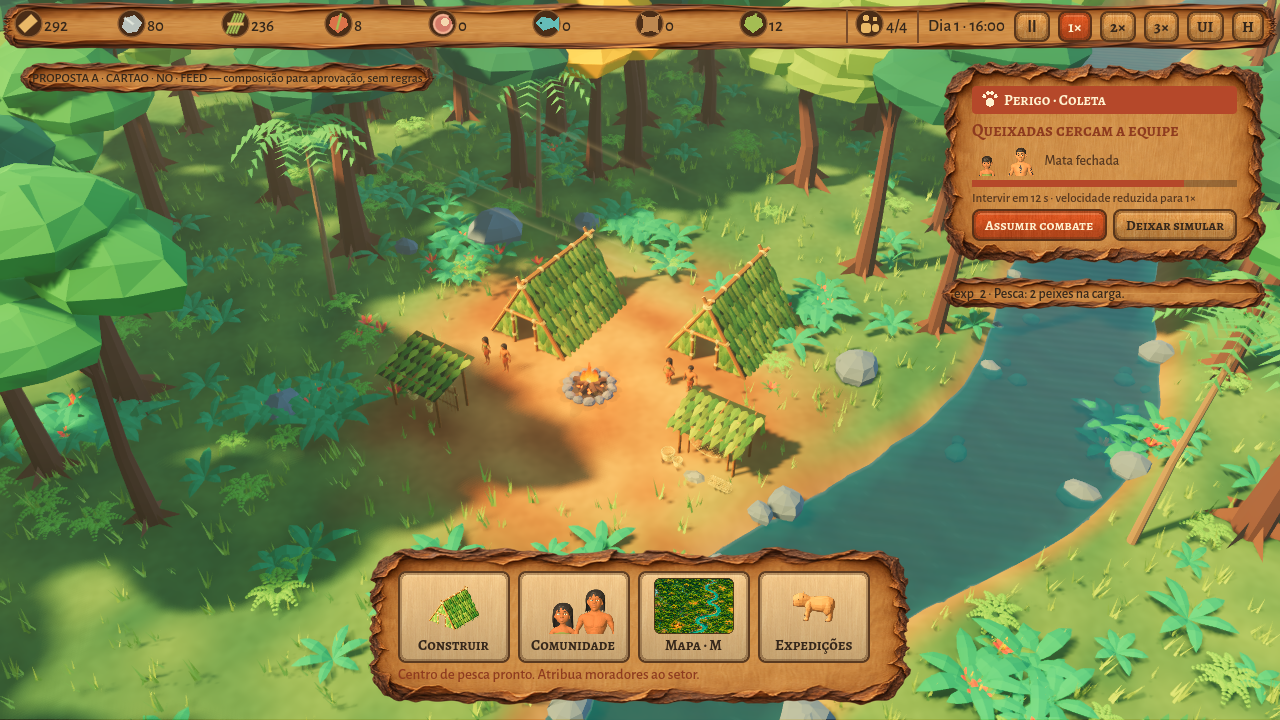 292 80 236 8 0 0 0 12 4/4 Dia 1 · 16:00 II 1× 2× 3× UI H
PROPOSTA A · CARTAO · NO · FEED — composição para aprovação, sem regras
Perigo · Coleta
Queixadas cercam a equipe
Mata fechada
Intervir em 12 s · velocidade reduzida para 1×
Assumir combate Deixar simular
exp_2 · Pesca: 2 peixes na carga.
Construir Comunidade Mapa · M Expedições
Centro de pesca pronto. Atribua moradores ao setor.